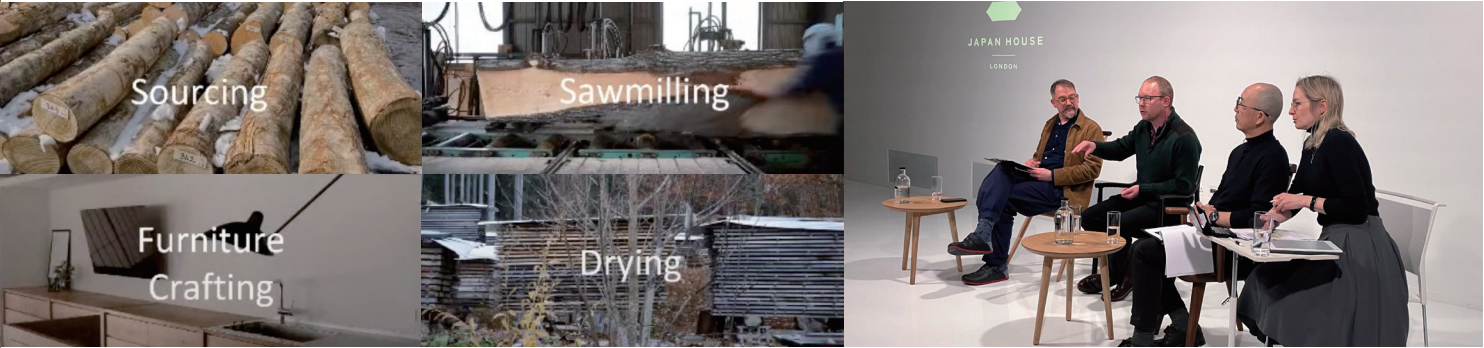 Sourcing
Sawmilling
Furniture
Crafting
Drying
JAPAN HOUSE
LONDON